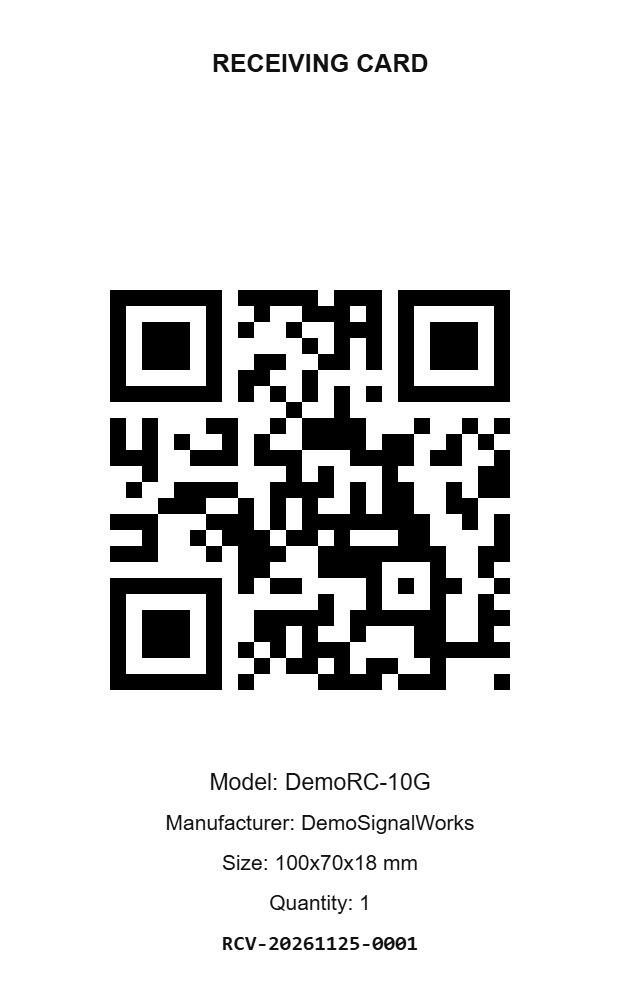 RECEIVING CARD
Model: DemoRC-10G
Manufacturer: DemoSignalWorks
Size: 100x70x18 mm
Quantity: 1
RCV-20261125-0001